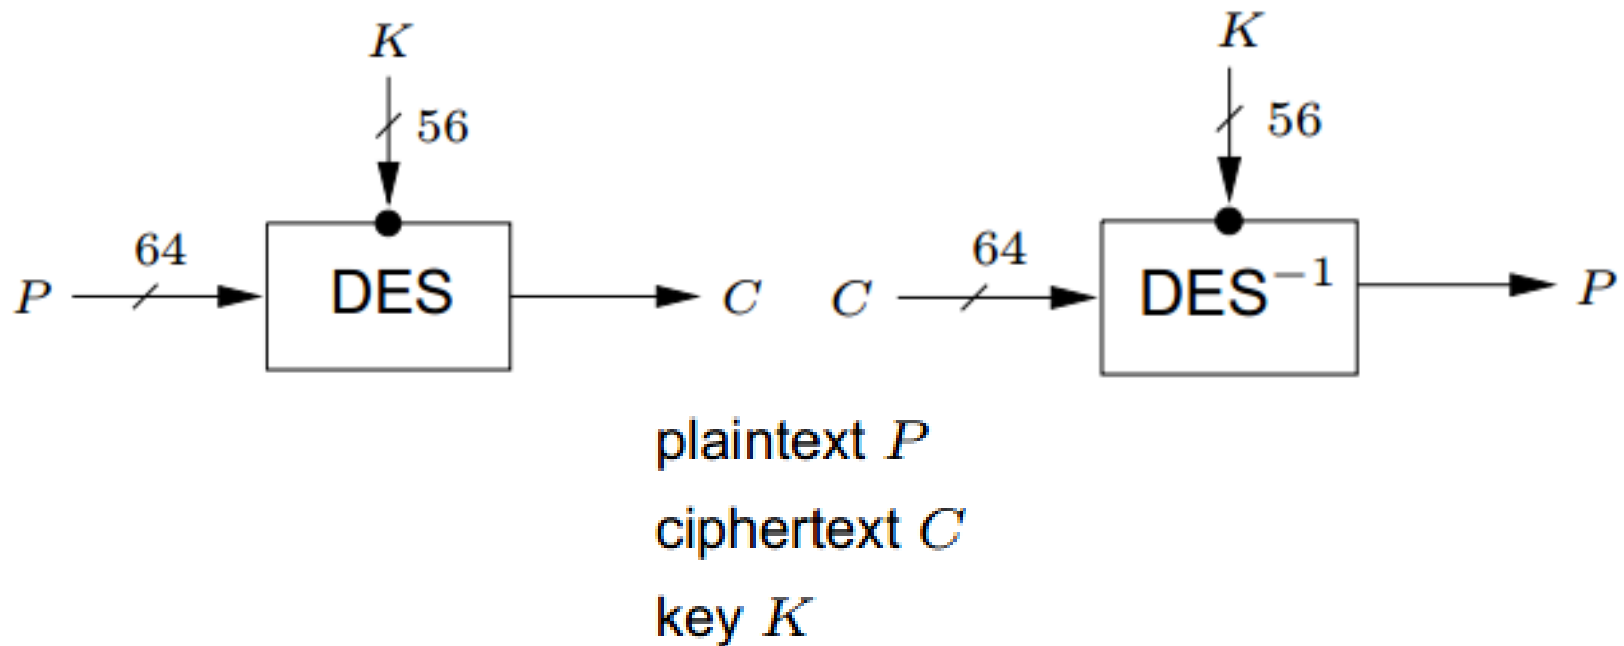 K
56
64
P
DES
C
K
56
64
C
DES⁻¹
P
plaintext P
ciphertext C
key K